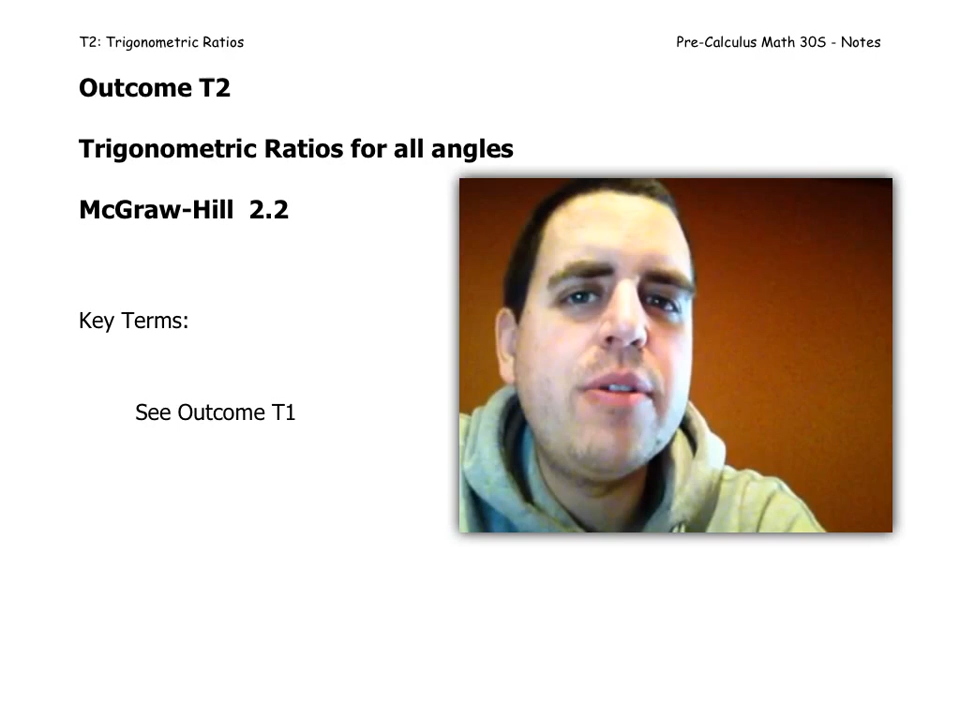 T2: Trigonometric Ratios
Pre-Calculus Math 30S - Notes
Outcome T2
Trigonometric Ratios for all angles
McGraw-Hill 2.2
Key Terms:
See Outcome T1